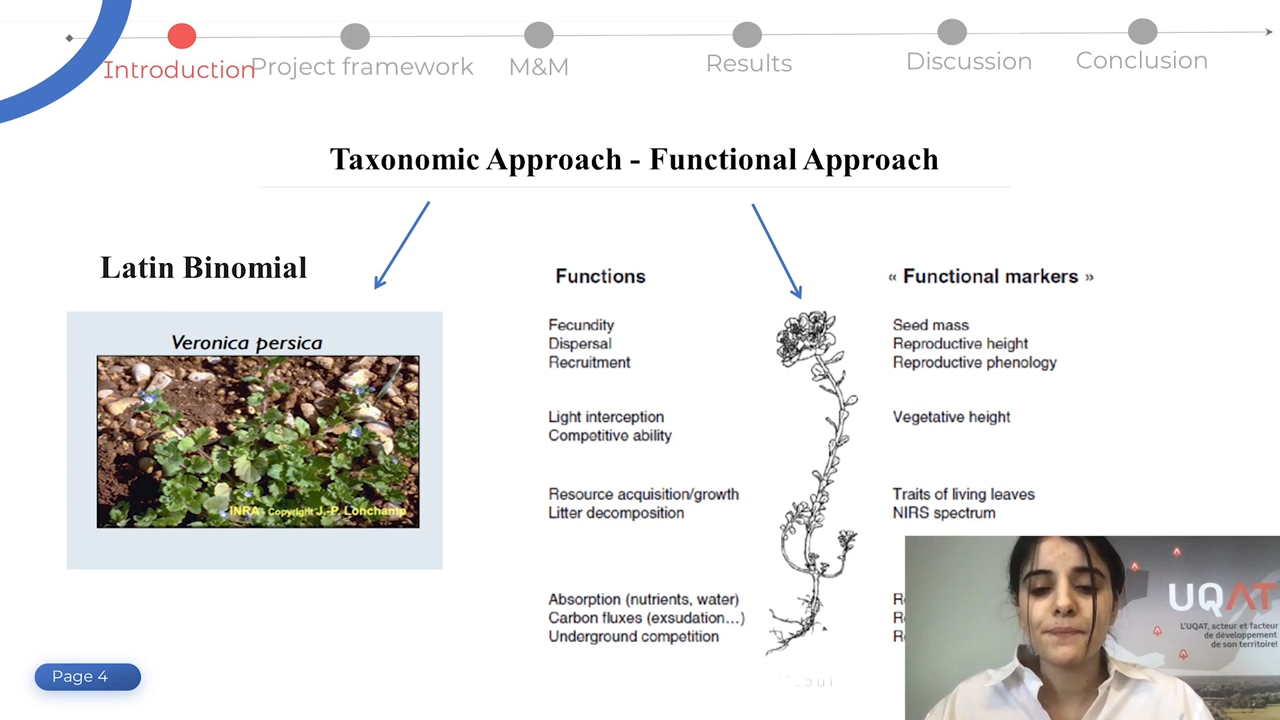 Introduction
Project framework
M&M
Results
Discussion
Conclusion
Taxonomic Approach - Functional Approach
Latin Binomial
Veronica persica
INRA - Copyright J.-P. Lonchamp
Functions
« Functional markers »
Fecundity
Dispersal
Recruitment
Seed mass
Reproductive height
Reproductive phenology
Light interception
Competitive ability
Vegetative height
Resource acquisition/growth
Litter decomposition
Traits of living leaves
NIRS spectrum
Absorption (nutrients, water)
Carbon fluxes (exsudation...)
Underground competition
UQAT
L'UQAT, acteur et facteur
de développement
de son territoire!
Page 4